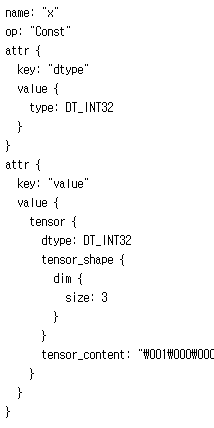 name: "x"
op: "Const"
attr {
  key: "dtype"
  value {
    type: DT_INT32
  }
}
attr {
  key: "value"
  value {
    tensor {
      dtype: DT_INT32
      tensor_shape {
        dim {
          size: 3
        }
      }
      tensor_content: "₩001₩000₩000
    }
  }
}